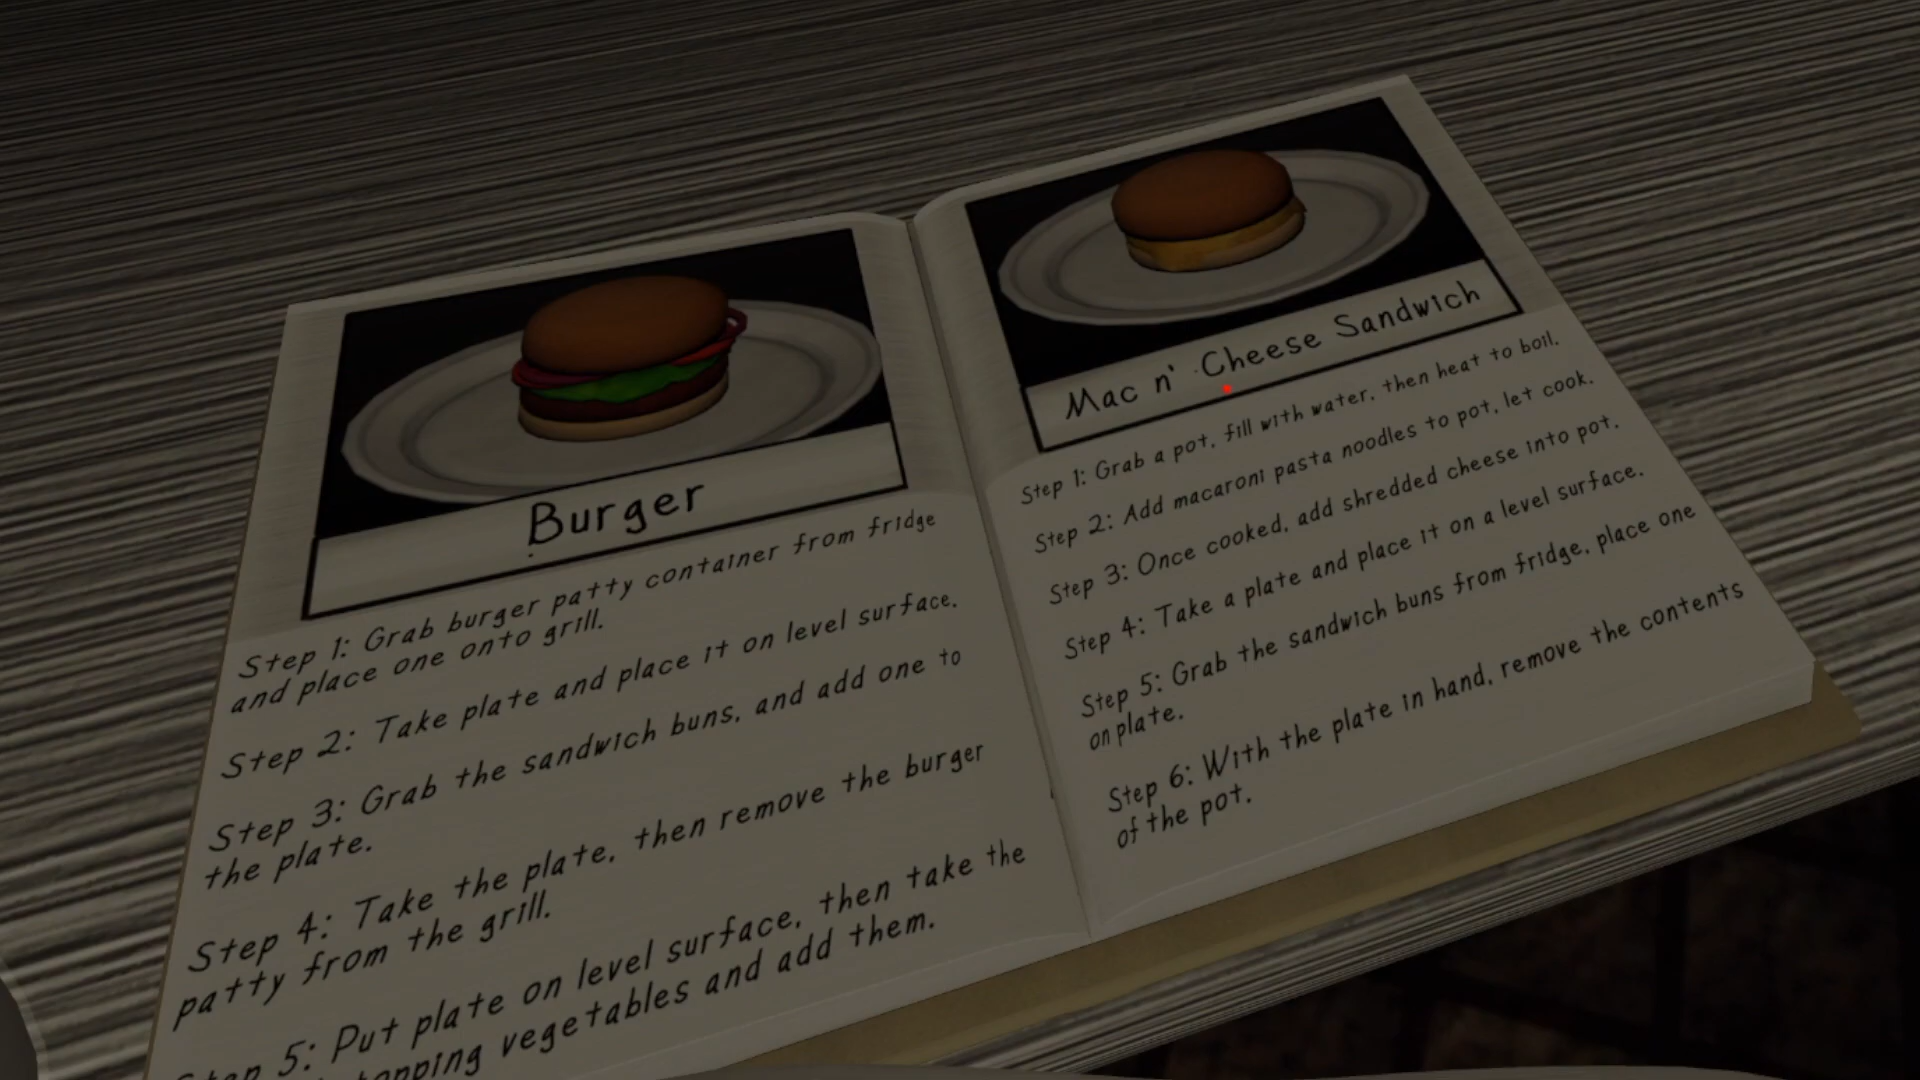 Burger
Step 1: Grab burger patty container from fridge
and place one onto grill.
Step 2: Take plate and place it on level surface.
Step 3: Grab the sandwich buns, and add one to
the plate.
Step 4: Take the plate, then remove the burger
patty from the grill.
Step 5: Put plate on level surface, then take the
topping vegetables and add them.
Mac n' Cheese Sandwich
Step 1: Grab a pot, fill with water, then heat to boil.
Step 2: Add macaroni pasta noodles to pot, let cook.
Step 3: Once cooked, add shredded cheese into pot.
Step 4: Take a plate and place it on a level surface.
Step 5: Grab the sandwich buns from fridge, place one
on plate.
Step 6: With the plate in hand, remove the contents
of the pot.